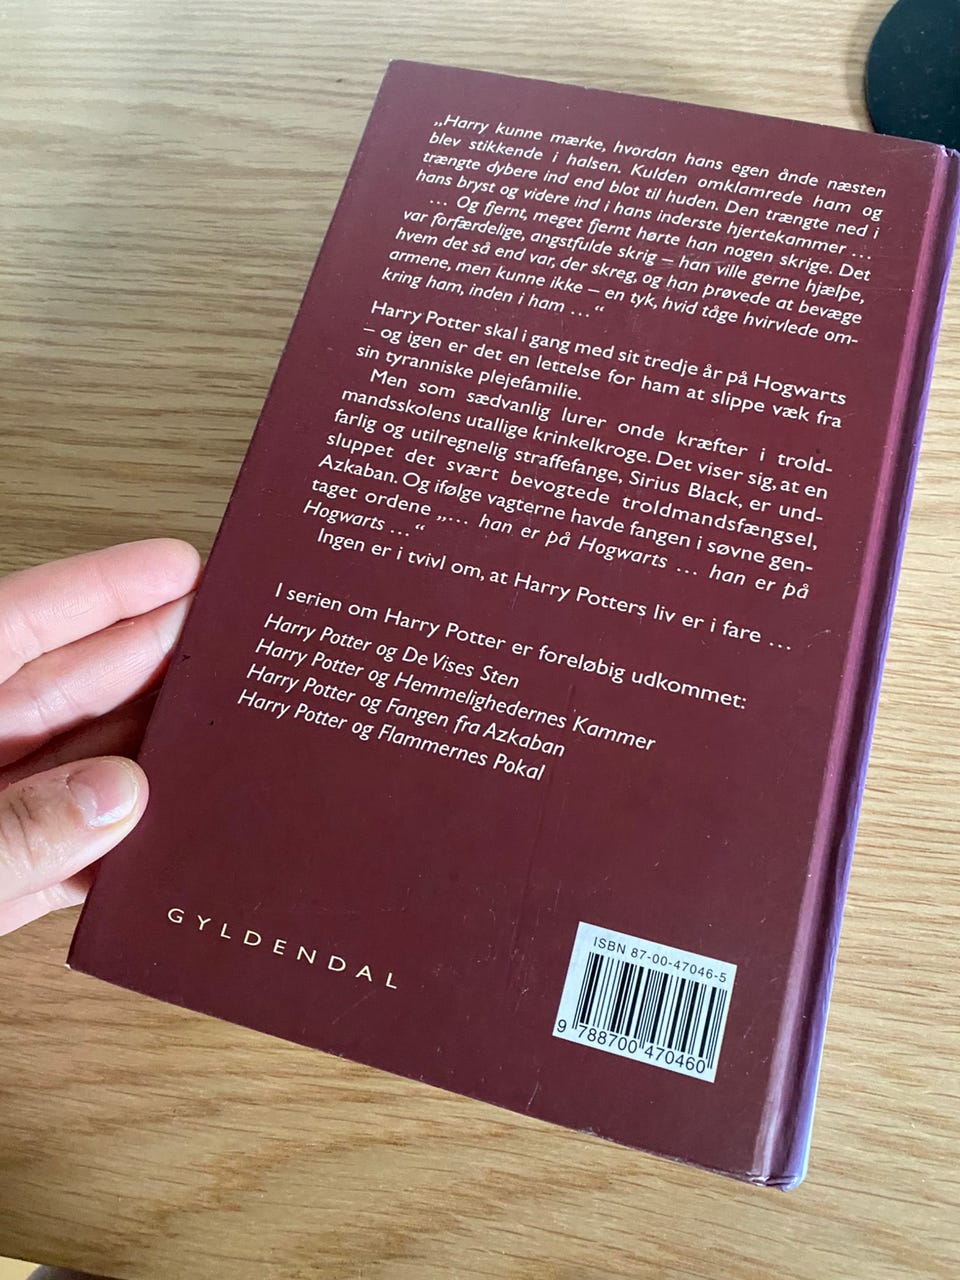 „Harry kunne mærke, hvordan hans egen ånde næsten
blev stikkende i halsen. Kulden omklamrede ham og
trængte dybere ind end blot til huden. Den trængte ned i
hans bryst og videre ind i hans inderste hjertekammer …
… Og fjernt, meget fjernt hørte han nogen skrige. Det
var forfærdelige, angstfulde skrig – han ville gerne hjælpe,
hvem det så end var, der skreg, og han prøvede at bevæge
armene, men kunne ikke – en tyk, hvid tåge hvirvlede om-
kring ham, inden i ham …“
Harry Potter skal i gang med sit tredje år på Hogwarts
– og igen er det en lettelse for ham at slippe væk fra
sin tyranniske plejefamilie.
Men som sædvanlig lurer onde kræfter i trold-
mandsskolens utallige krinkelkroge. Det viser sig, at en
farlig og utilregnelig straffefange, Sirius Black, er und-
sluppet det svært bevogtede troldmandsfængsel,
Azkaban. Og ifølge vagterne havde fangen i søvne gen-
taget ordene „… han er på Hogwarts … han er på
Hogwarts …“
Ingen er i tvivl om, at Harry Potters liv er i fare …
I serien om Harry Potter er foreløbig udkommet:
Harry Potter og De Vises Sten
Harry Potter og Hemmelighedernes Kammer
Harry Potter og Fangen fra Azkaban
Harry Potter og Flammernes Pokal
GYLDENDAL
ISBN 87-00-47046-5
9 788700 470460